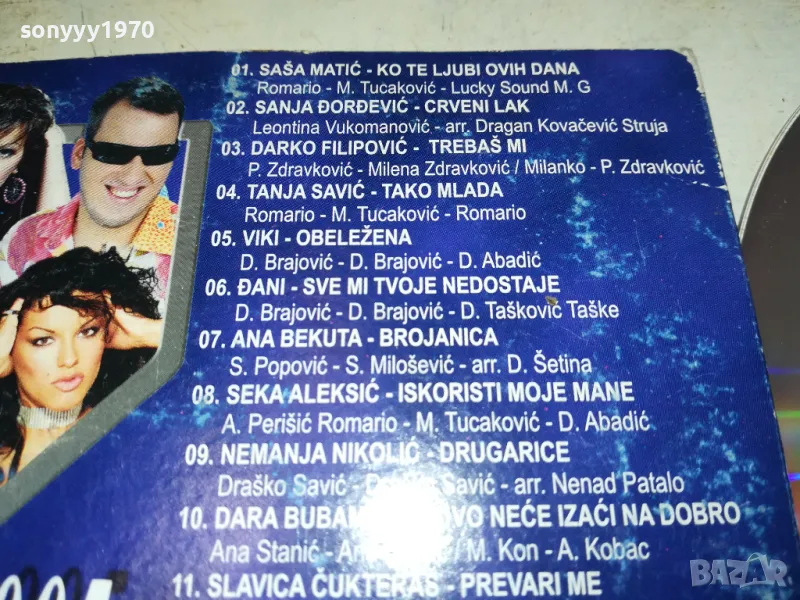 sonyyy1970
01. SAŠA MATIĆ - KO TE LJUBI OVIH DANA
Romario - M. Tucaković - Lucky Sound M. G
02. SANJA ĐORĐEVIĆ - CRVENI LAK
Leontina Vukomanović - arr. Dragan Kovačević Struja
03. DARKO FILIPOVIĆ - TREBAŠ MI
P. Zdravković - Milena Zdravković / Milanko - P. Zdravković
04. TANJA SAVIĆ - TAKO MLADA
Romario - M. Tucaković - Romario
05. VIKI - OBELEŽENA
D. Brajović - D. Brajović - D. Abadić
06. ĐANI - SVE MI TVOJE NEDOSTAJE
D. Brajović - D. Brajović - D. Tašković Taške
07. ANA BEKUTA - BROJANICA
S. Popović - S. Milošević - arr. D. Šetina
08. SEKA ALEKSIĆ - ISKORISTI MOJE MANE
A. Perišić Romario - M. Tucaković - D. Abadić
09. NEMANJA NIKOLIĆ - DRUGARICE
Draško Savić - Savić - arr. Nenad Patalo
10. DARA NEĆE IZAĆI NA DOBRO
Ana Stanić - / M. Kon - A. Kobac
11. SLAVICA ČUKTERAŠ - PREVARI ME
BAZAR